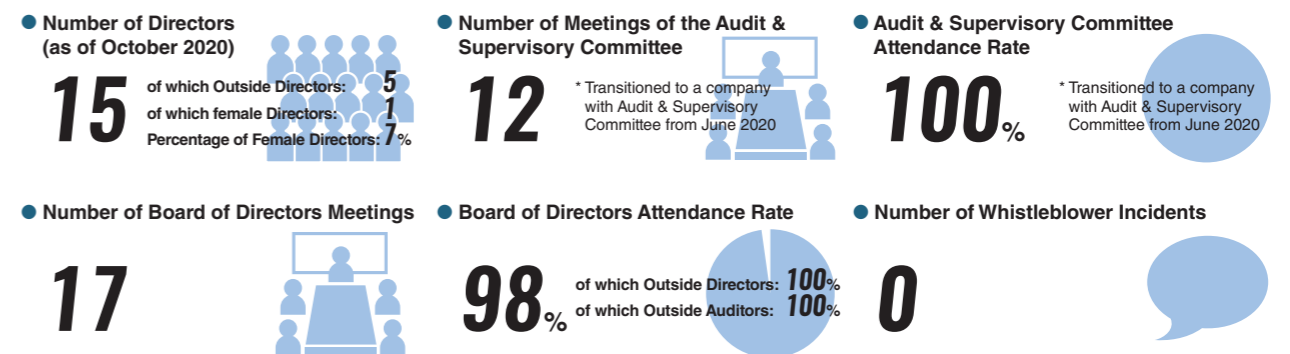 Number of Directors
(as of October 2020)
15
of which Outside Directors: 5
of which female Directors: 1
Percentage of Female Directors: 7%
Number of Meetings of the Audit &
Supervisory Committee
12
* Transitioned to a company
with Audit & Supervisory
Committee from June 2020
Audit & Supervisory Committee
Attendance Rate
100%
* Transitioned to a company
with Audit & Supervisory
Committee from June 2020
Number of Board of Directors Meetings
17
Board of Directors Attendance Rate
98%
of which Outside Directors: 100%
of which Outside Auditors: 100%
Number of Whistleblower Incidents
0